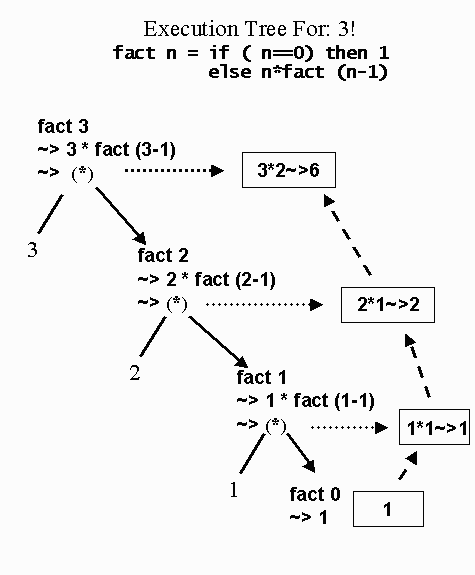 Execution Tree For: 3!
fact n = if ( n==0) then 1
else n*fact (n-1)
fact 3
~> 3 * fact (3-1)
~> (*)
3*2~>6
3
fact 2
~> 2 * fact (2-1)
~> (*)
2*1~>2
2
fact 1
~> 1 * fact (1-1)
~> (*)
1*1~>1
1
fact 0
~> 1
1